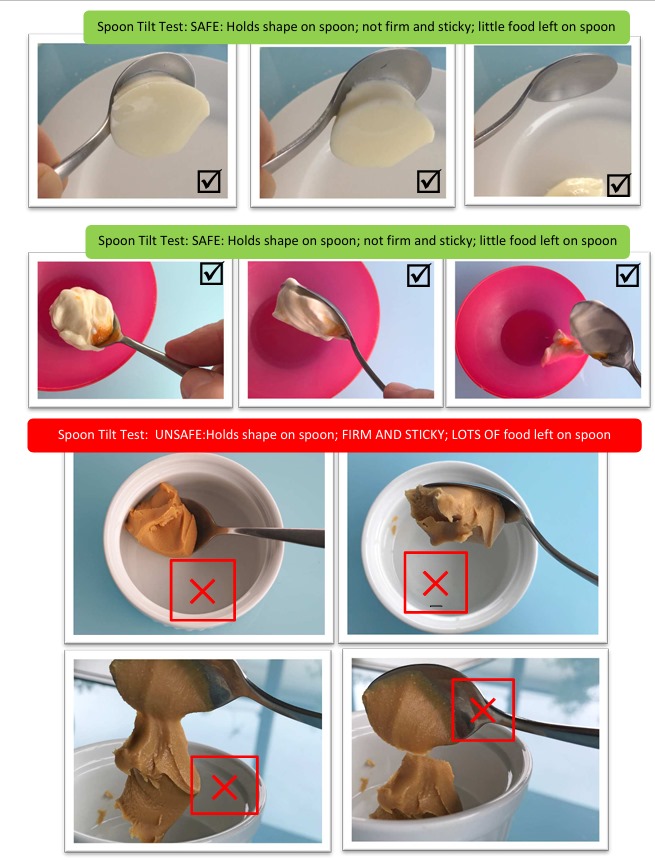 Spoon Tilt Test: SAFE: Holds shape on spoon; not firm and sticky; little food left on spoon
Spoon Tilt Test: SAFE: Holds shape on spoon; not firm and sticky; little food left on spoon
Spoon Tilt Test:  UNSAFE:Holds shape on spoon; FIRM AND STICKY; LOTS OF food left on spoon